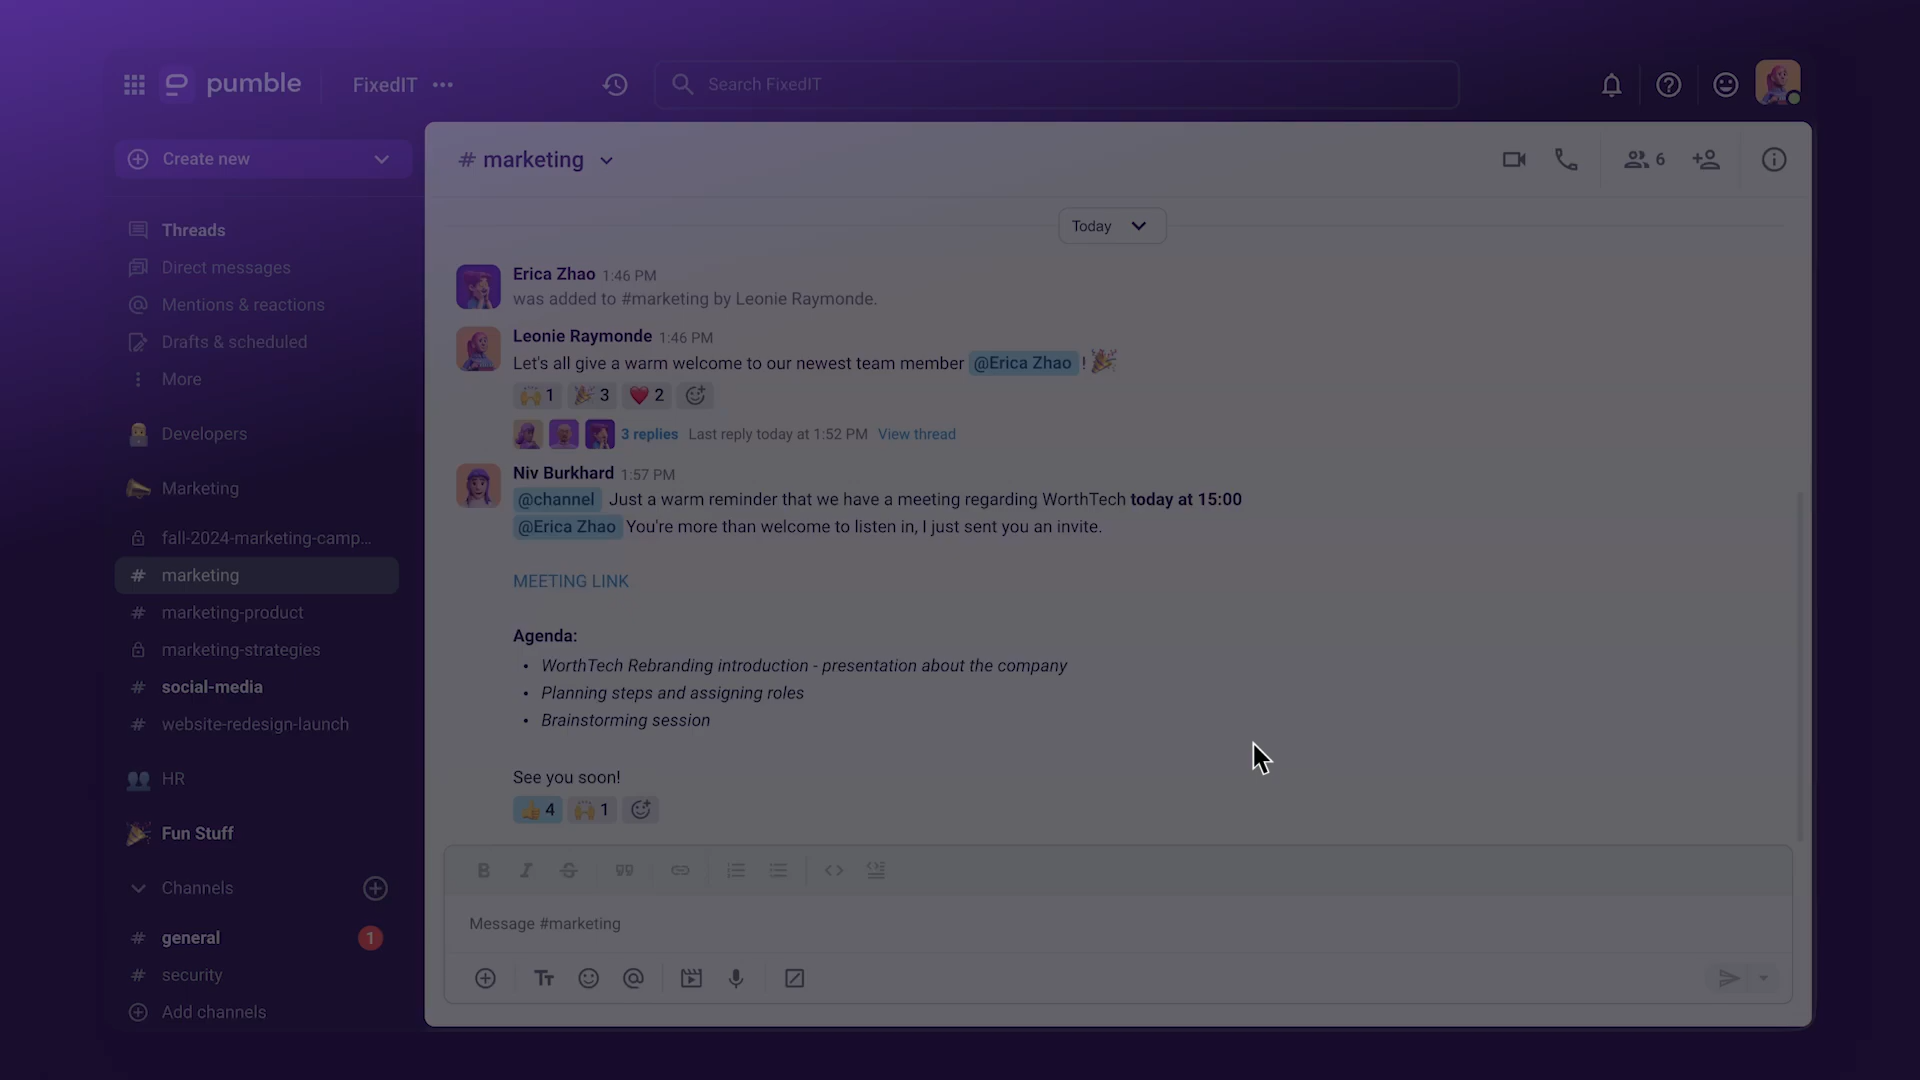 pumble
FixedIT
Search FixedIT
Create new
Threads
Direct messages
Mentions & reactions
Drafts & scheduled
More
Developers
Marketing
fall-2024-marketing-camp...
marketing
marketing-product
marketing-strategies
social-media
website-redesign-launch
HR
Fun Stuff
Channels
general 1
security
Add channels
# marketing
6
Today
Erica Zhao 1:46 PM
was added to #marketing by Leonie Raymonde.
Leonie Raymonde 1:46 PM
Let's all give a warm welcome to our newest team member @Erica Zhao ! 🎉
🙌 1 🎉 3 ❤️ 2
3 replies Last reply today at 1:52 PM View thread
Niv Burkhard 1:57 PM
@channel Just a warm reminder that we have a meeting regarding WorthTech today at 15:00
@Erica Zhao You're more than welcome to listen in, I just sent you an invite.
MEETING LINK
Agenda:
• WorthTech Rebranding introduction - presentation about the company
• Planning steps and assigning roles
• Brainstorming session
See you soon!
👍 4 🙌 1
B I S
Message #marketing
Tт